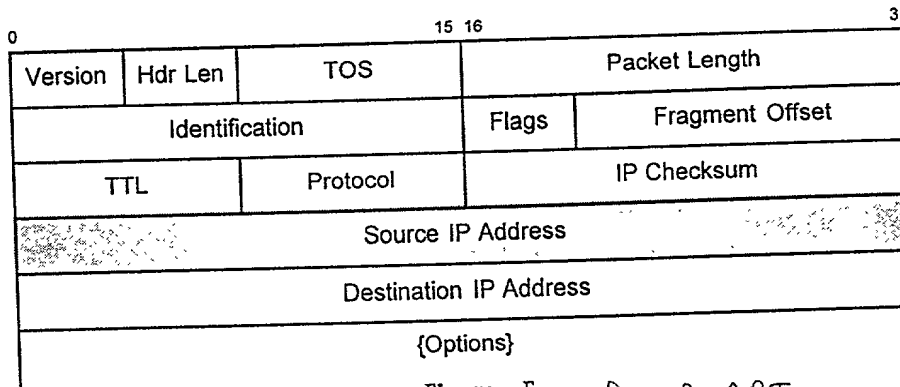 0 15 16 3
Version Hdr Len TOS Packet Length
Identification Flags Fragment Offset
TTL Protocol IP Checksum
Source IP Address
Destination IP Address
{Options}